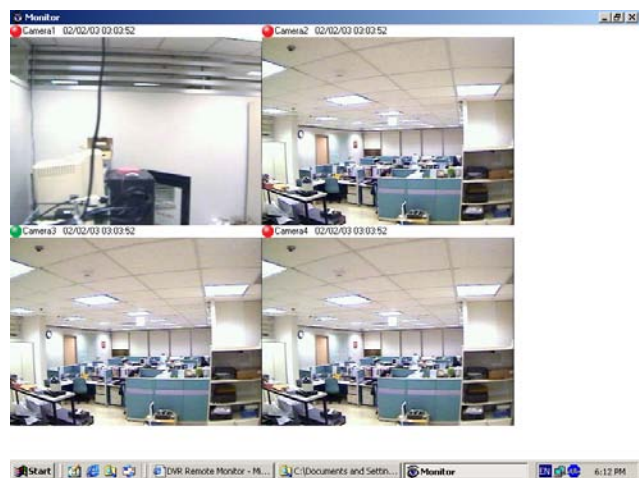 Monitor
Camera1 02/02/03 03:03:52
Camera2 02/02/03 03:03:52
Camera3 02/02/03 03:03:52
Camera4 02/02/03 03:03:52
Start
DVR Remote Monitor - M...
C:\Documents and Settin...
Monitor
EN
6:12 PM